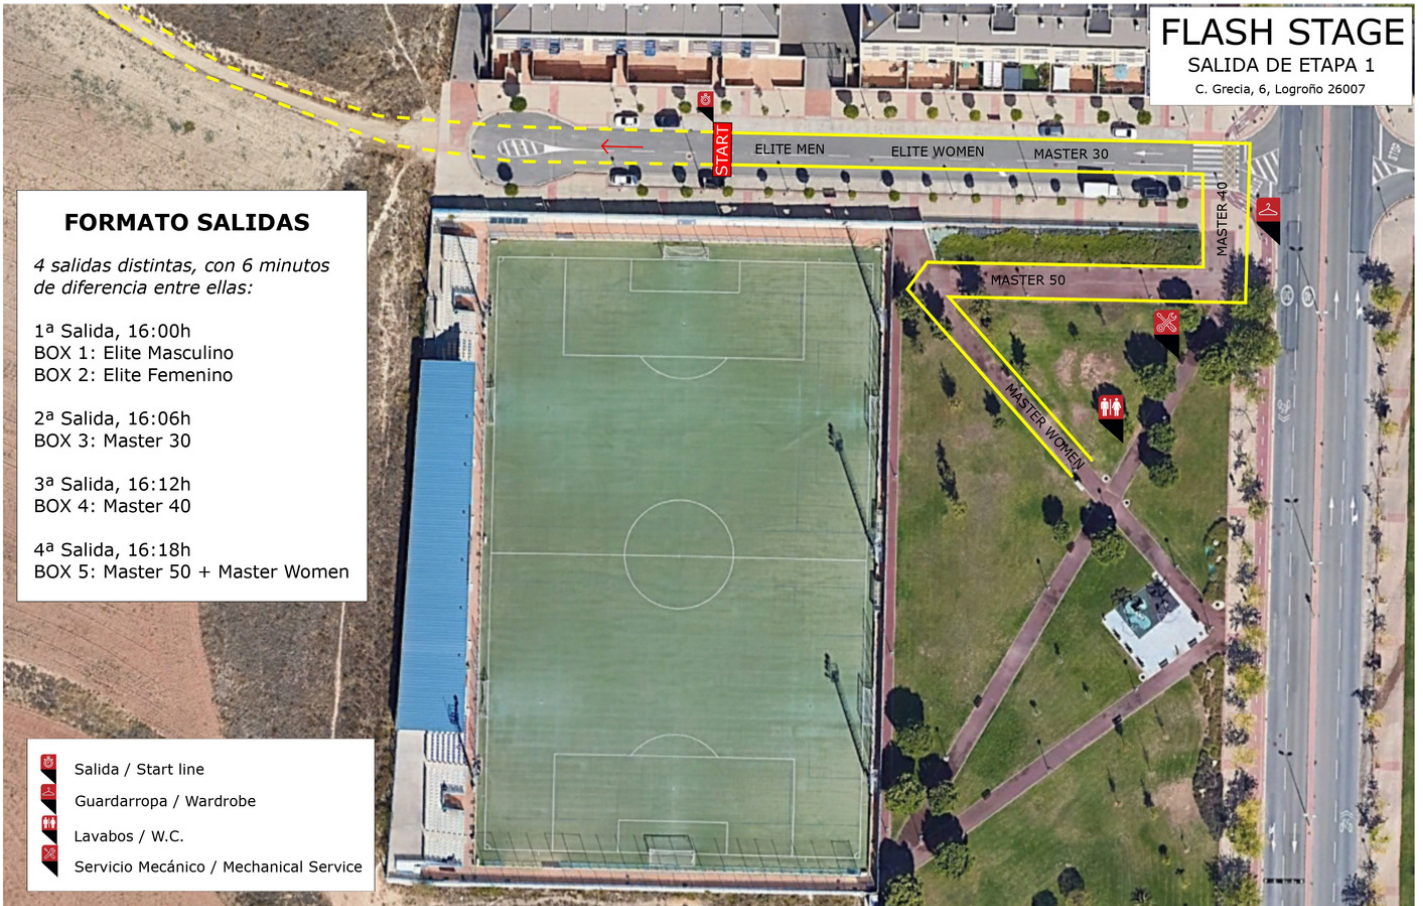 FLASH STAGE
SALIDA DE ETAPA 1
C. Grecia, 6, Logroño 26007
START
ELITE MEN
ELITE WOMEN
MASTER 30
MASTER 40
MASTER 50
MASTER WOMEN
STOP
FORMATO SALIDAS
4 salidas distintas, con 6 minutos
de diferencia entre ellas:
1ª Salida, 16:00h
BOX 1: Elite Masculino
BOX 2: Elite Femenino
2ª Salida, 16:06h
BOX 3: Master 30
3ª Salida, 16:12h
BOX 4: Master 40
4ª Salida, 16:18h
BOX 5: Master 50 + Master Women
Salida / Start line
Guardarropa / Wardrobe
Lavabos / W.C.
Servicio Mecánico / Mechanical Service